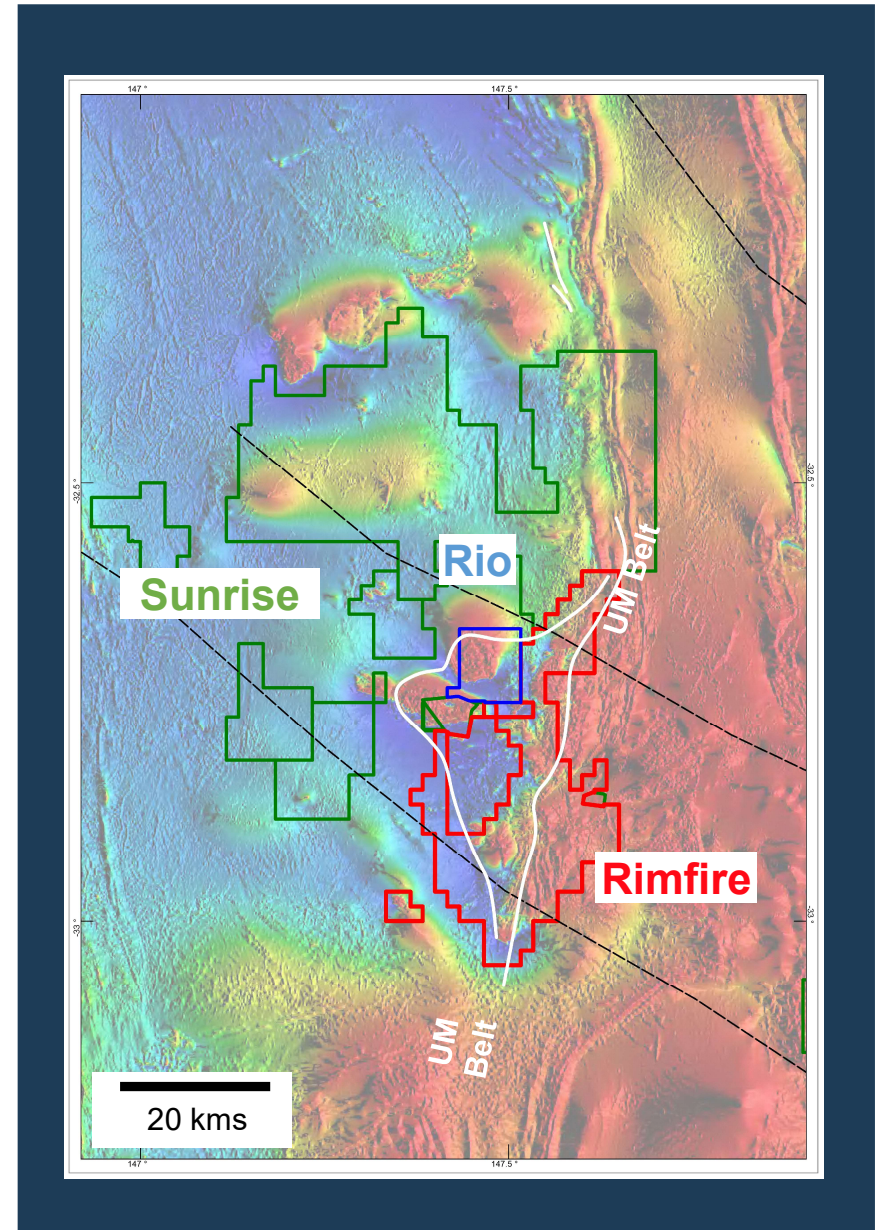 147 °
147.5 °
-32.5 °
-32.5 °
Rio
Sunrise
UM Belt
Rimfire
-33 °
-33 °
UM
Belt
20 kms
147 °
147.5 °